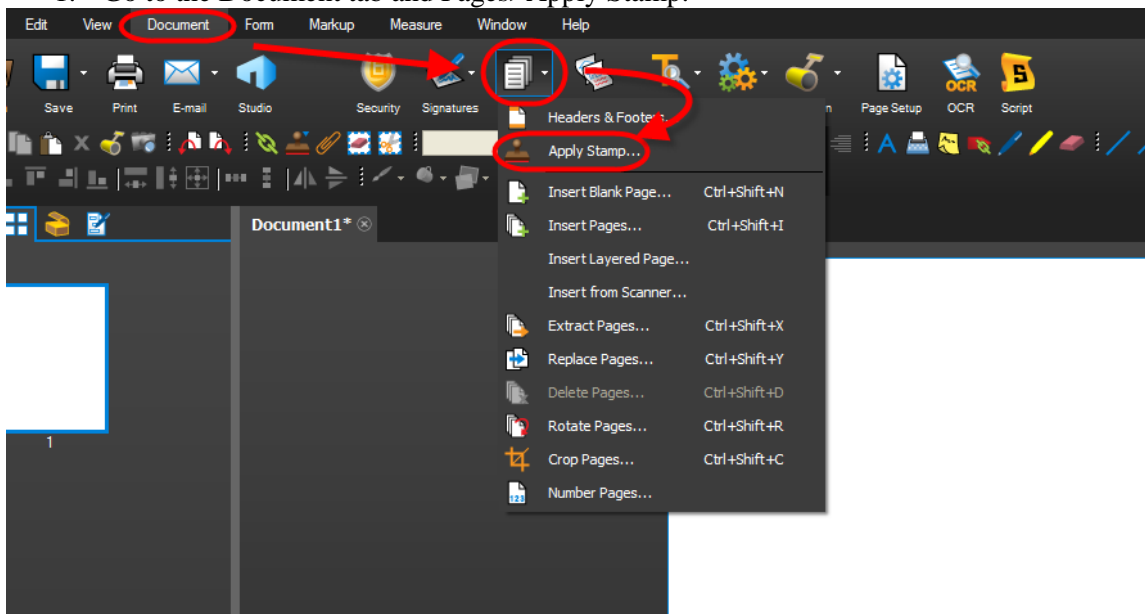 1. Go to the Document tab and Pages/ Apply Stamp.
Edit View Document Form Markup Measure Window Help
Save Print E-mail Studio Security Signatures Page Setup OCR Script
OCR
Headers & Footers...
Apply Stamp...
Insert Blank Page... Ctrl+Shift+N
Insert Pages... Ctrl+Shift+I
Insert Layered Page...
Insert from Scanner...
Extract Pages... Ctrl+Shift+X
Replace Pages... Ctrl+Shift+Y
Delete Pages... Ctrl+Shift+D
Rotate Pages... Ctrl+Shift+R
Crop Pages... Ctrl+Shift+C
123 Number Pages...
Document1*
1